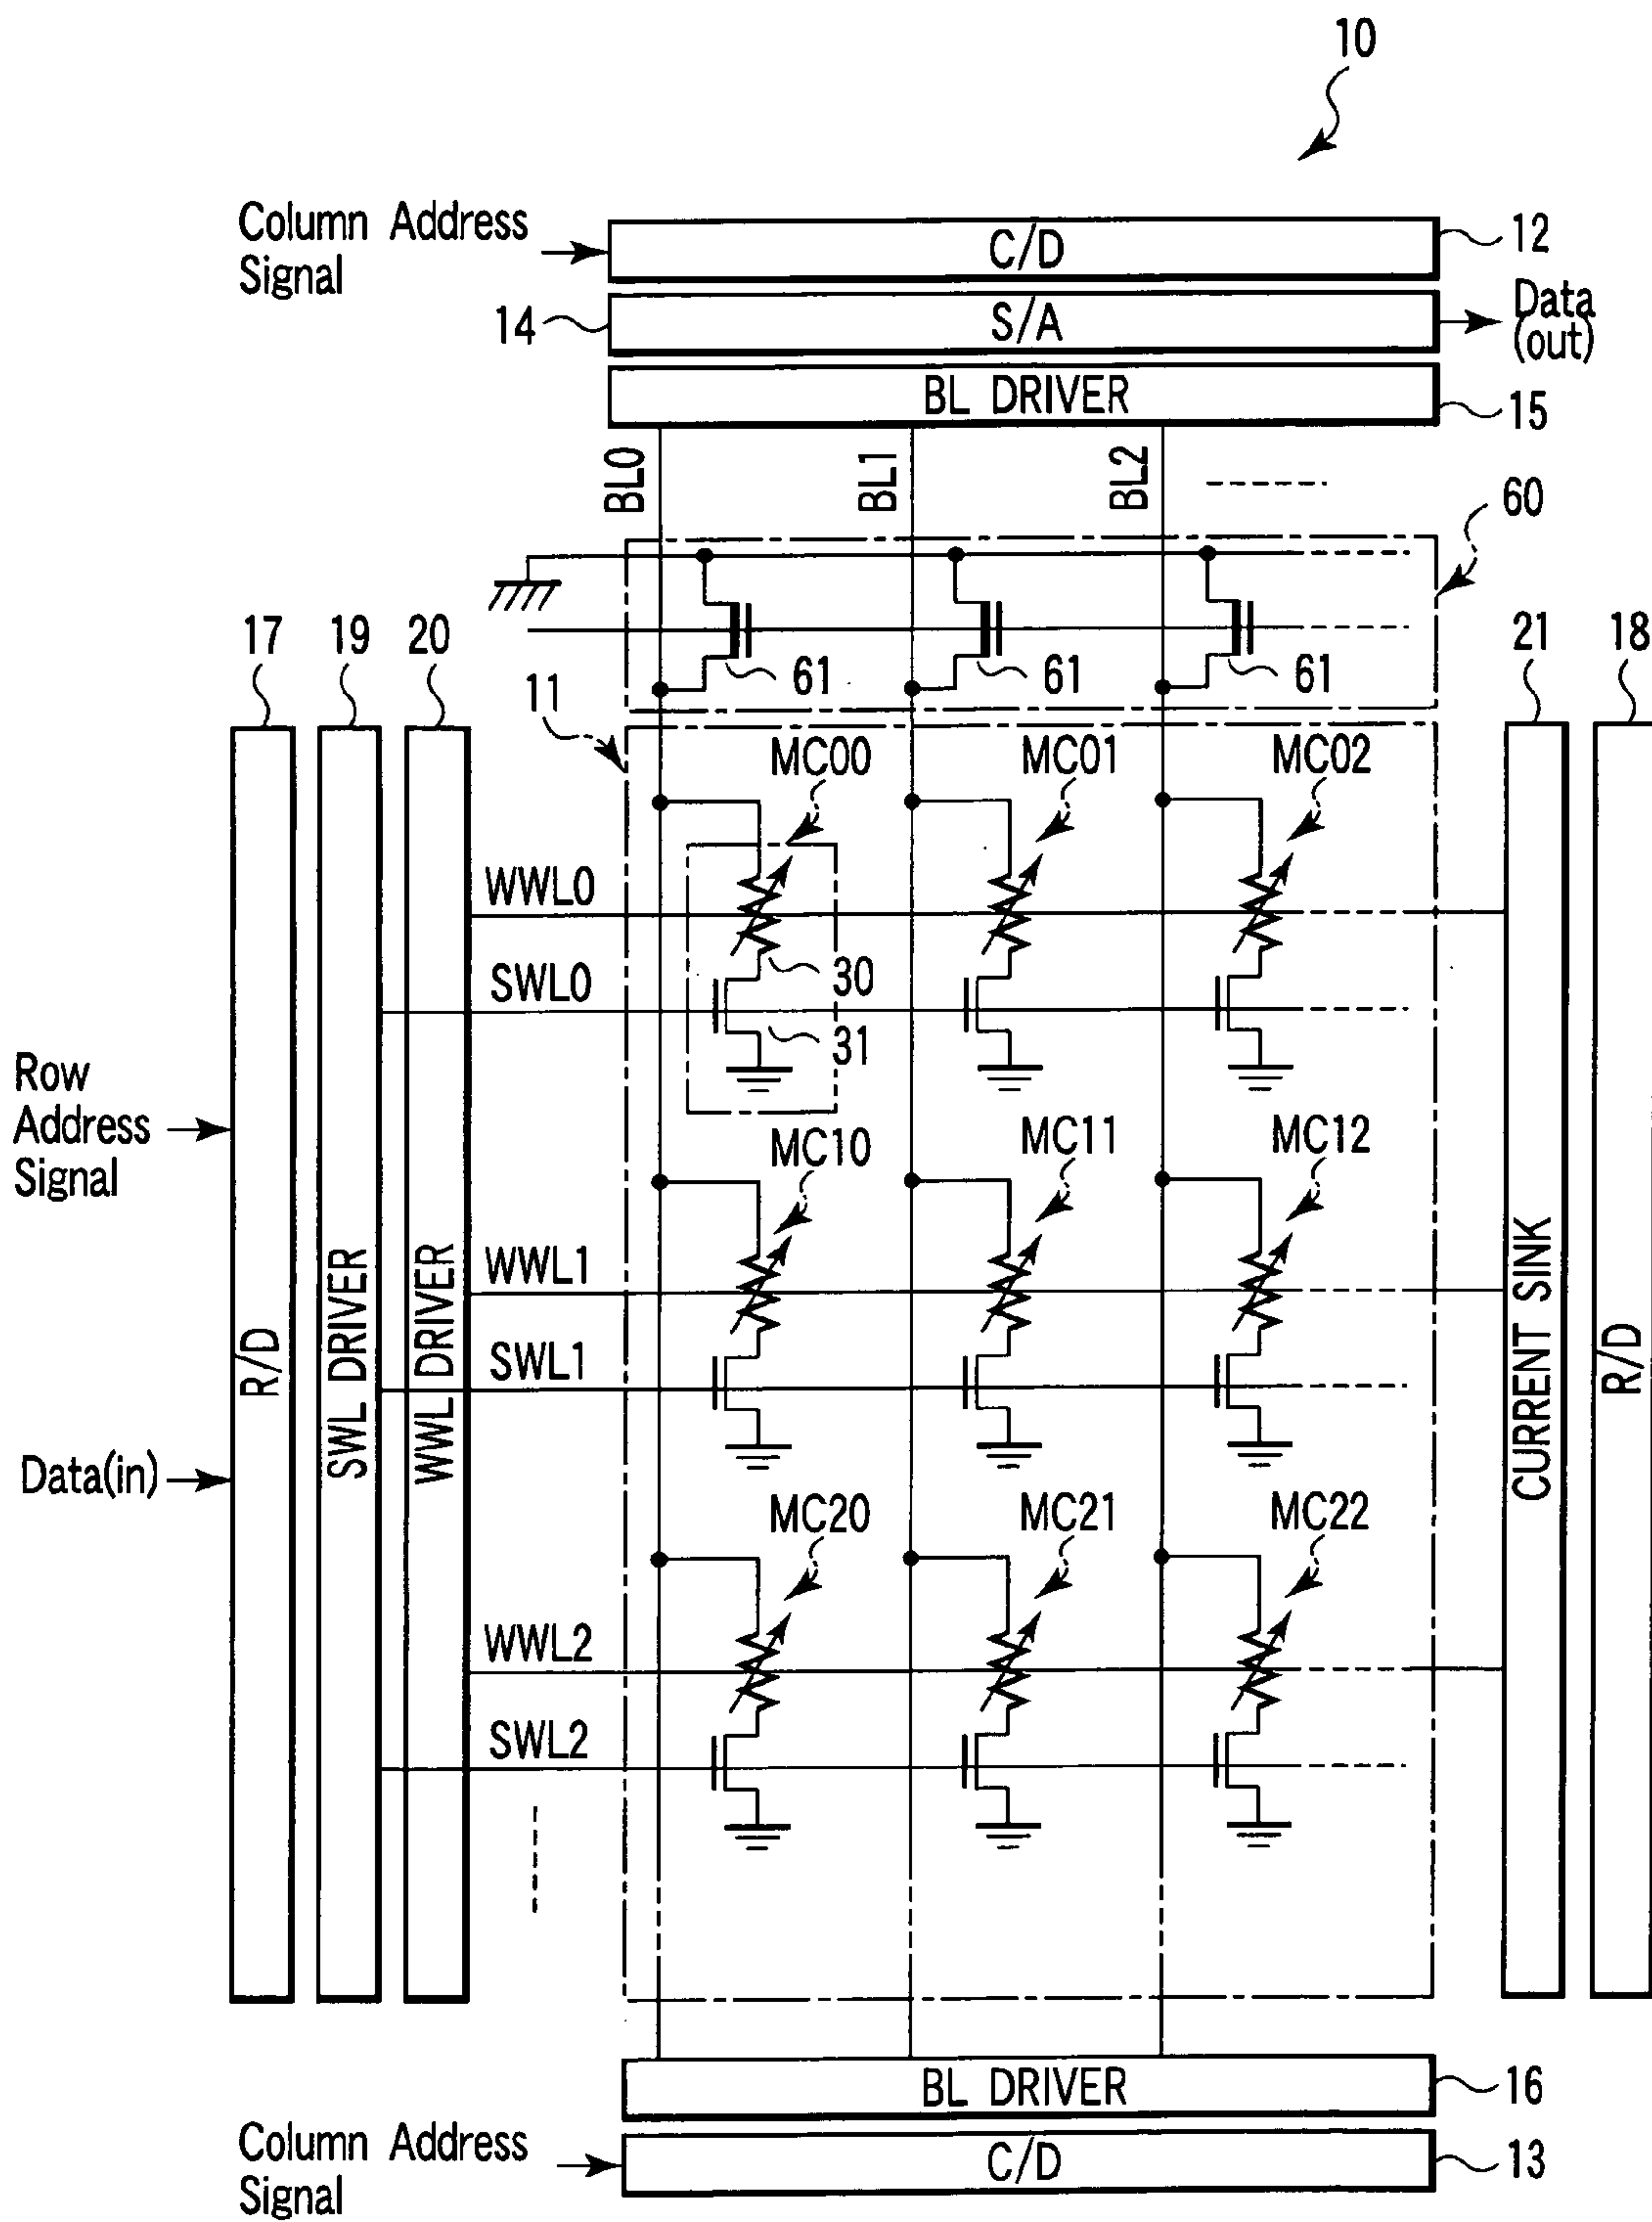 10
Column Address
Signal
C/D
12
14
S/A
Data
(out)
BL DRIVER
15
BL0
BL1
BL2
60
17
19
20
61
61
61
21
18
11
MC00
MC01
MC02
WWL0
30
SWL0
31
Row
Address
Signal
MC10
MC11
MC12
WWL1
SWL1
R/D
SWL DRIVER
WWL DRIVER
CURRENT SINK
R/D
Data(in)
MC20
MC21
MC22
WWL2
SWL2
BL DRIVER
16
Column Address
Signal
C/D
13